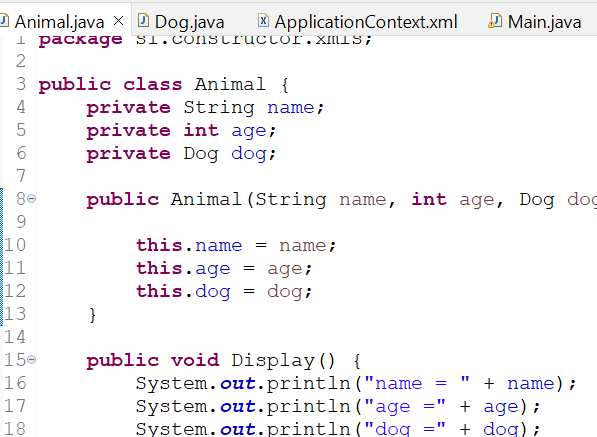 Animal.java Dog.java ApplicationContext.xml Main.java
1 package si.constructor.xmls;
2
3 public class Animal {
4 private String name;
5 private int age;
6 private Dog dog;
7
8 public Animal(String name, int age, Dog dog
9
10 this.name = name;
11 this.age = age;
12 this.dog = dog;
13 }
14
15 public void Display() {
16 System.out.println("name = " + name);
17 System.out.println("age =" + age);
18 System.out.println("dog =" + dog);